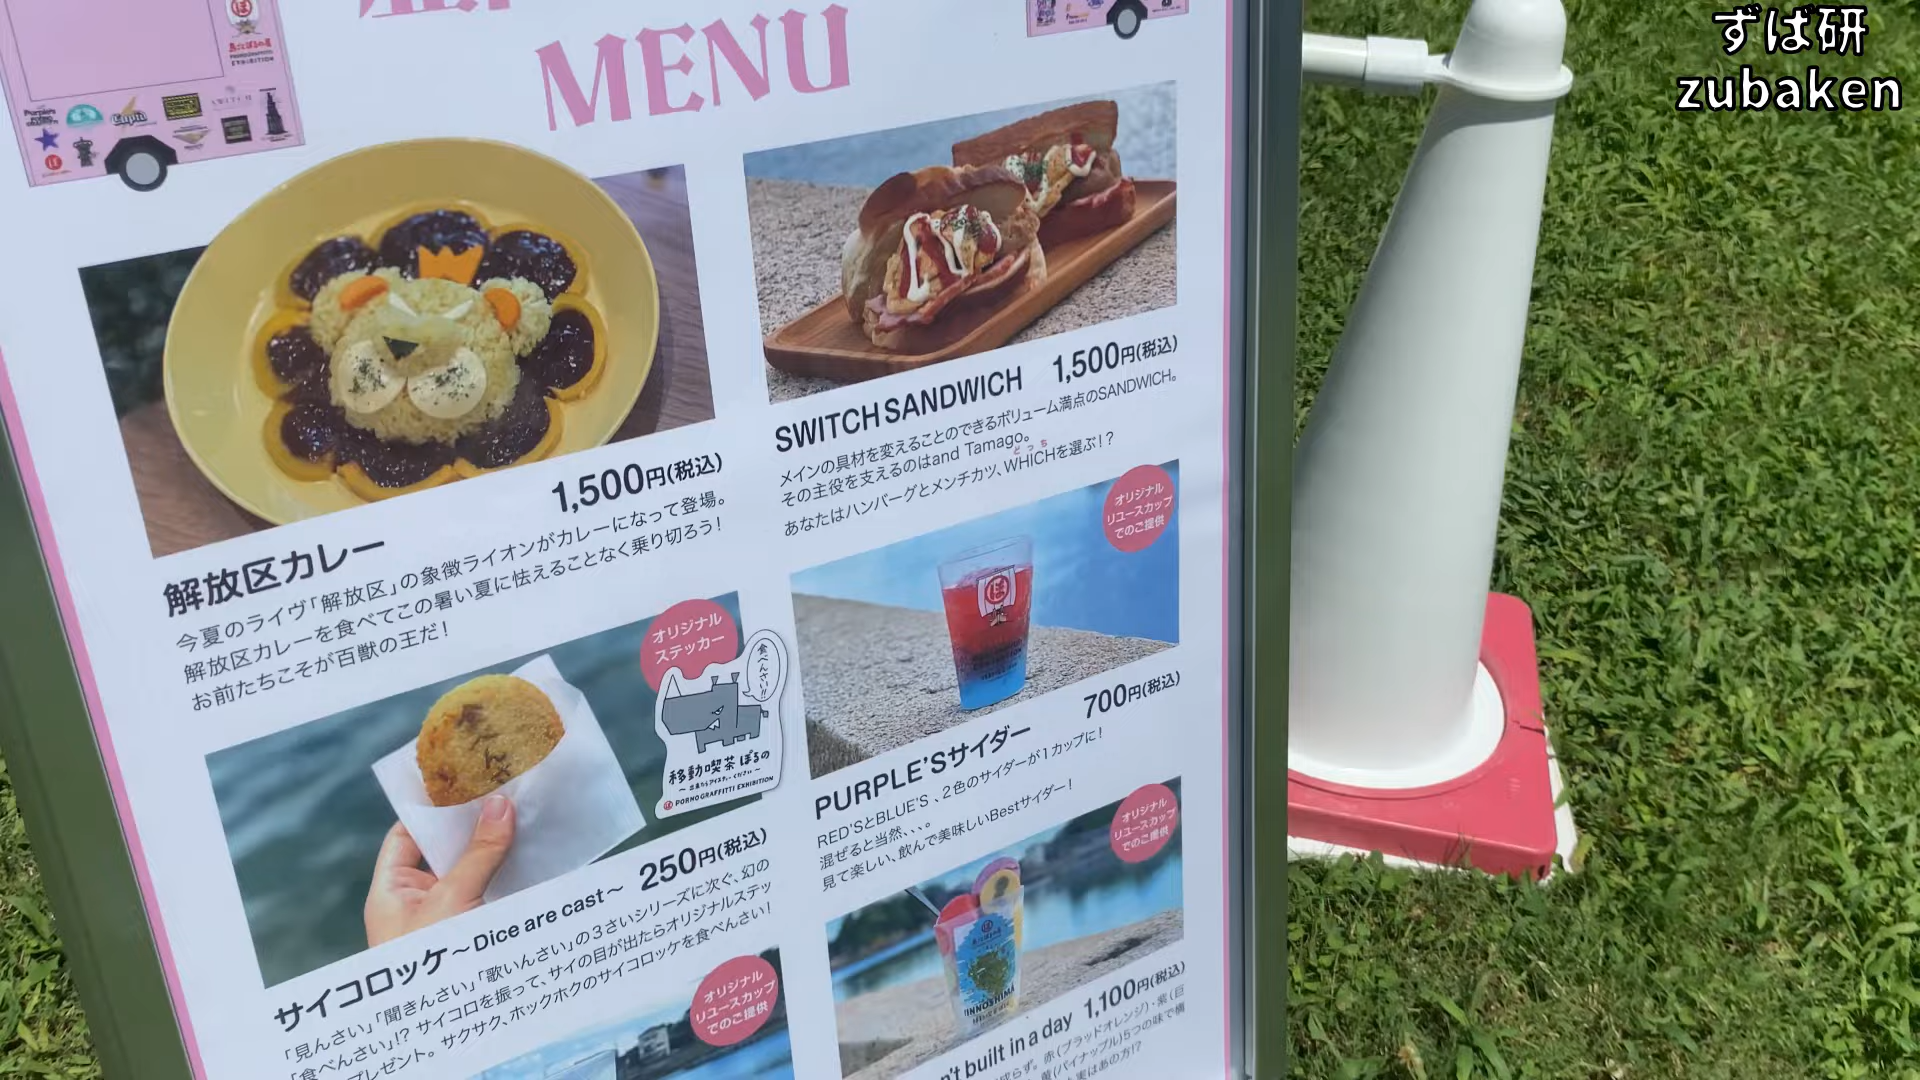 ずば研
zubaken
MENU
1,500円(税込)
解放区カレー
今夏のライヴ「解放区」の象徴ライオンがカレーになって登場。
解放区カレーを食べてこの暑い夏に怯えることなく乗り切ろう!
お前たちこそが百獣の王だ!
SWITCH SANDWICH 1,500円(税込)
メインの具材を変えることのできるボリューム満点のSANDWICH。
その主役を支えるのはand Tamago。
どっち
あなたはハンバーグとメンチカツ、WHICHを選ぶ!?
オリジナル
ステッカー
食べんさい!!
移動喫茶 ぽるの
PORNOGRAFFITTI EXHIBITION
250円(税込)
サイコロッケ~Dice are cast~
「見んさい」「聞きんさい」「歌いんさい」の3さいシリーズに次ぐ、幻の
「食べんさい」!? サイコロを振って、サイの目が出たらオリジナルステッ
プレゼント。サクサク、ホックホクのサイコロッケを食べんさい!
オリジナル
リユースカップ
でのご提供
700円(税込)
PURPLE'Sサイダー
RED'SとBLUE'S、2色のサイダーが1カップに!
混ぜると当然、、、。
見て楽しい、飲んで美味しいBestサイダー!
オリジナル
リユースカップ
でのご提供
オリジナル
リユースカップ
でのご提供
INNOSHIMA
n't built in a day 1,100円(税込)